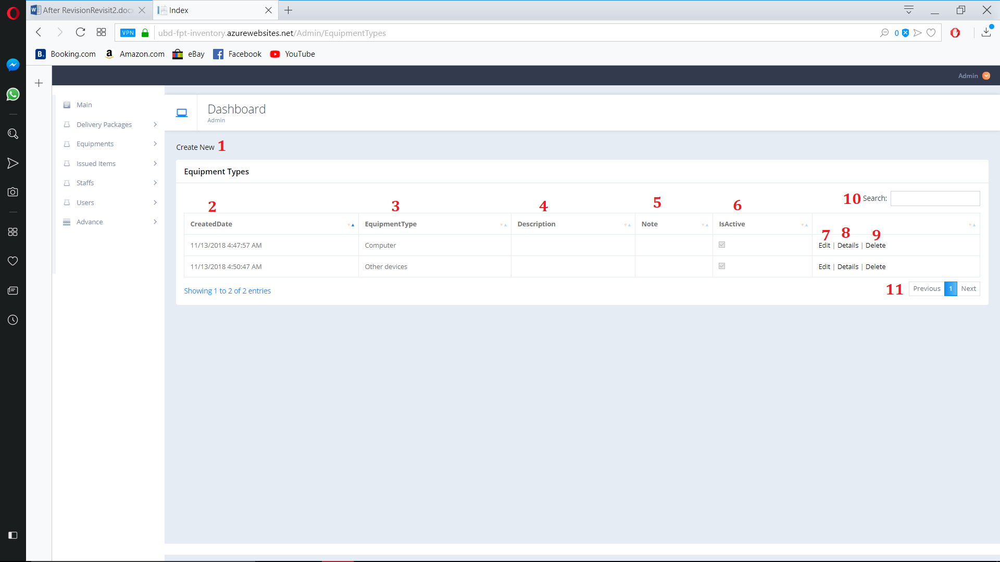 After RevisionRevisit2.docx
Index
VPN
ubd-fpt-inventory.azurewebsites.net/Admin/EquipmentTypes
0
B. Booking.com
a Amazon.com
eBay
Facebook
YouTube
Admin
Main
Delivery Packages
Equipments
Issued Items
Staffs
Users
Advance
Dashboard
Admin
Create New 1
Equipment Types
10 Search:
2 3 4 5 6
CreatedDate EquipmentType Description Note IsActive
7 8 9
11/13/2018 4:47:57 AM Computer Edit | Details | Delete
11/13/2018 4:50:47 AM Other devices Edit | Details | Delete
Showing 1 to 2 of 2 entries 11 Previous 1 Next